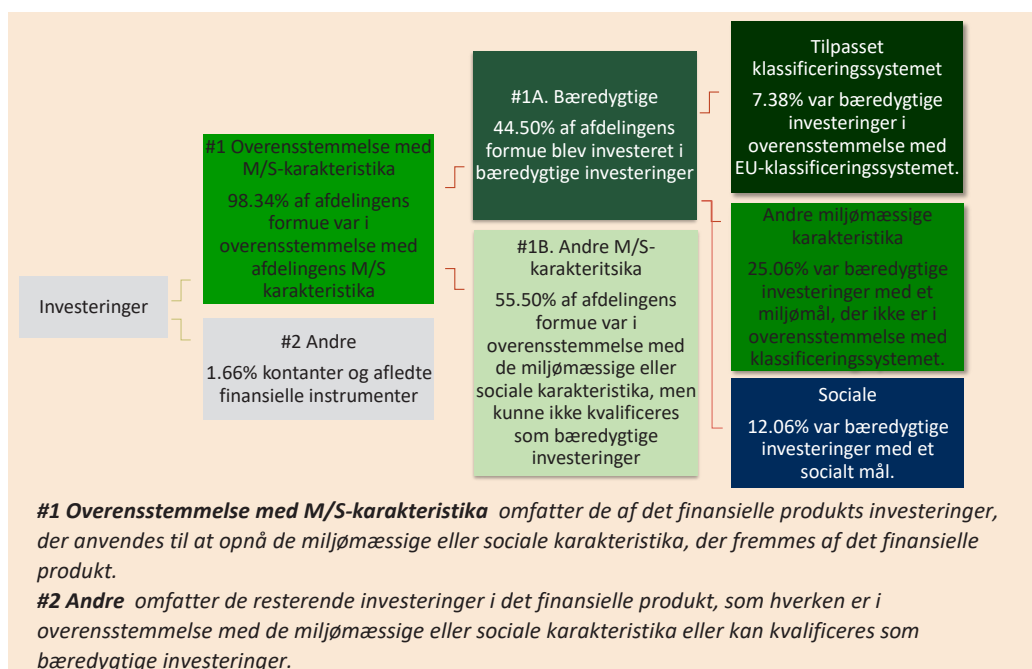 Investeringer
#1 Overensstemmelse med
M/S-karakteristika
98.34% af afdelingens
formue var i
overensstemmelse med
afdelingens M/S
karakteristika
#2 Andre
1.66% kontanter og afledte
finansielle instrumenter
#1A. Bæredygtige
44.50% af afdelingens
formue blev investeret i
bæredygtige investeringer
#1B. Andre M/S-
karakteritsika
55.50% af afdelingens
formue var i
overensstemmelse med
de miljømæssige eller
sociale karakteristika, men
kunne ikke kvalificeres
som bæredygtige
investeringer
Tilpasset
klassificeringssystemet
7.38% var bæredygtige
investeringer i
overensstemmelse med
EU-klassificeringssystemet.
Andre miljømæssige
karakteristika
25.06% var bæredygtige
investeringer med et
miljømål, der ikke er i
overensstemmelse med
klassificeringssystemet.
Sociale
12.06% var bæredygtige
investeringer med et
socialt mål.
#1 Overensstemmelse med M/S-karakteristika omfatter de af det finansielle produkts investeringer,
der anvendes til at opnå de miljømæssige eller sociale karakteristika, der fremmes af det finansielle
produkt.
#2 Andre omfatter de resterende investeringer i det finansielle produkt, som hverken er i
overensstemmelse med de miljømæssige eller sociale karakteristika eller kan kvalificeres som
bæredygtige investeringer.